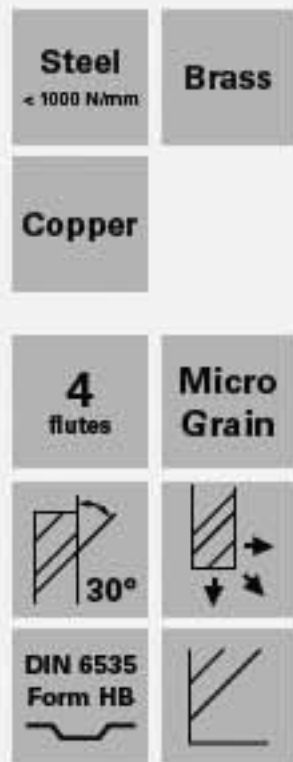 Steel
< 1000 N/mm
Brass
Copper
4
flutes
Micro
Grain
30°
DIN 6535
Form HB